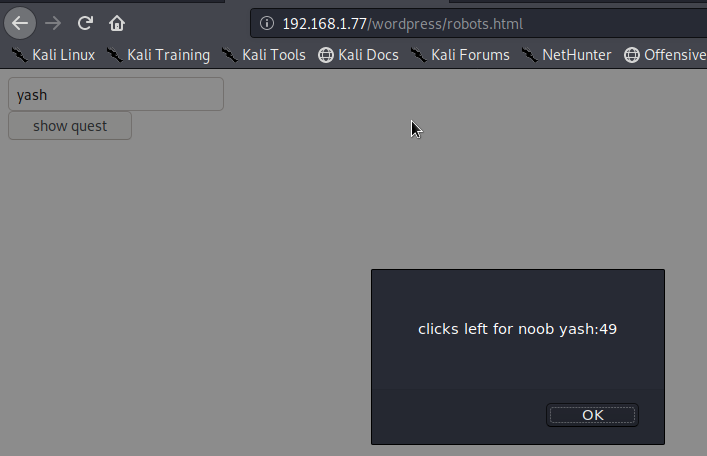 192.168.1.77/wordpress/robots.html
Kali Linux Kali Training Kali Tools Kali Docs Kali Forums NetHunter Offensive
yash
show quest
clicks left for noob yash:49
OK